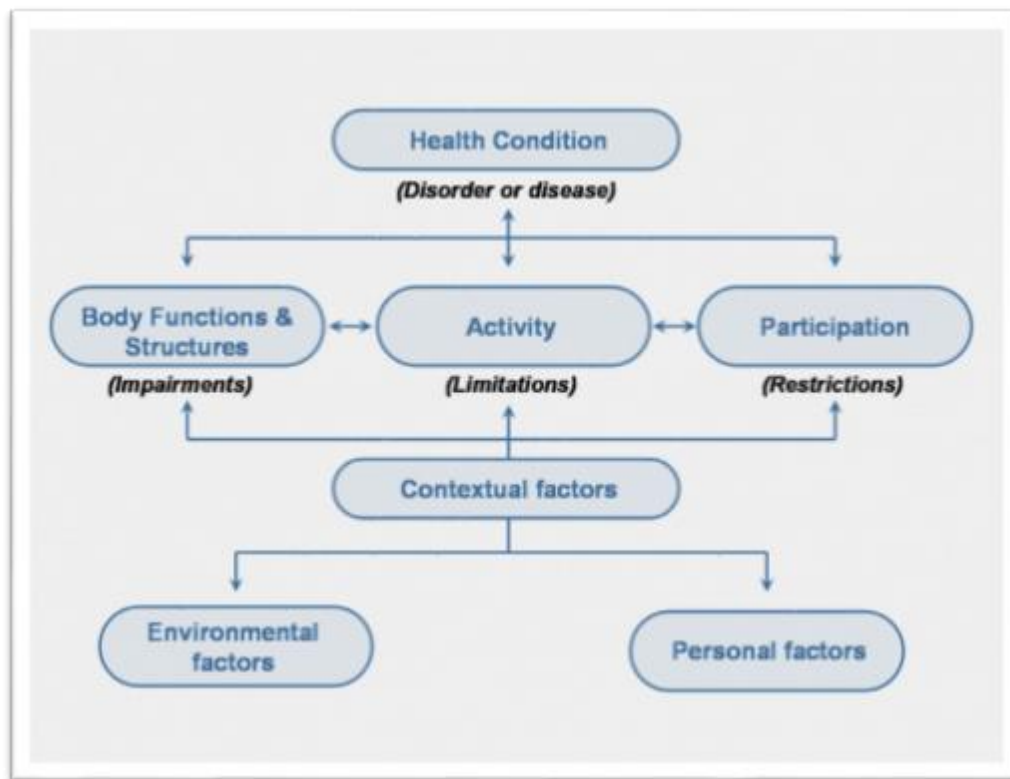 Health Condition
(Disorder or disease)
Body Functions &
Structures
Activity
Participation
(Impairments)
(Limitations)
(Restrictions)
Contextual factors
Environmental
factors
Personal factors